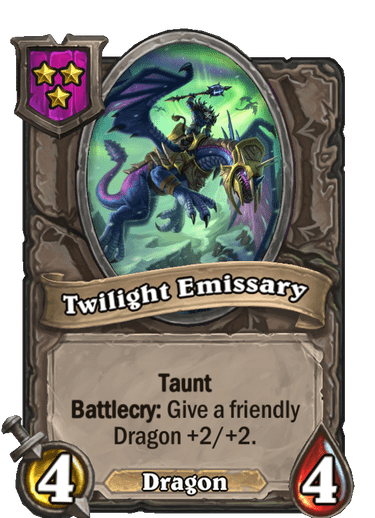 Twilight Emissary
Taunt
Battlecry: Give a friendly
Dragon +2/+2.
4
Dragon
4